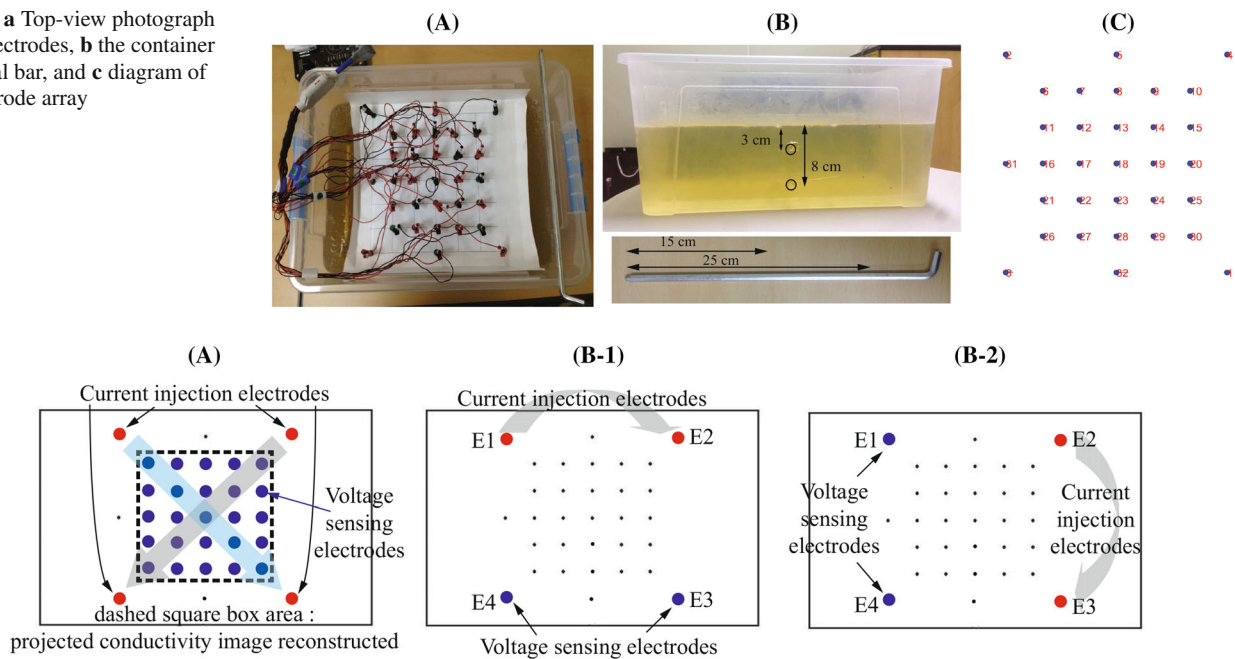 a Top-view photograph
ectrodes, b the container
al bar, and c diagram of
rode array
(A)
(B)
(C)
3 cm
8 cm
15 cm
25 cm
2 5 4
6 7 8 9 10
11 12 13 14 15
31 16 17 18 19 20
21 22 23 24 25
26 27 28 29 30
3 32 1
(A)
Current injection electrodes
Voltage
sensing
electrodes
dashed square box area :
projected conductivity image reconstructed
(B-1)
Current injection electrodes
E1
E2
E4
E3
Voltage sensing electrodes
(B-2)
E1
E2
Voltage
sensing
electrodes
Current
injection
electrodes
E4
E3